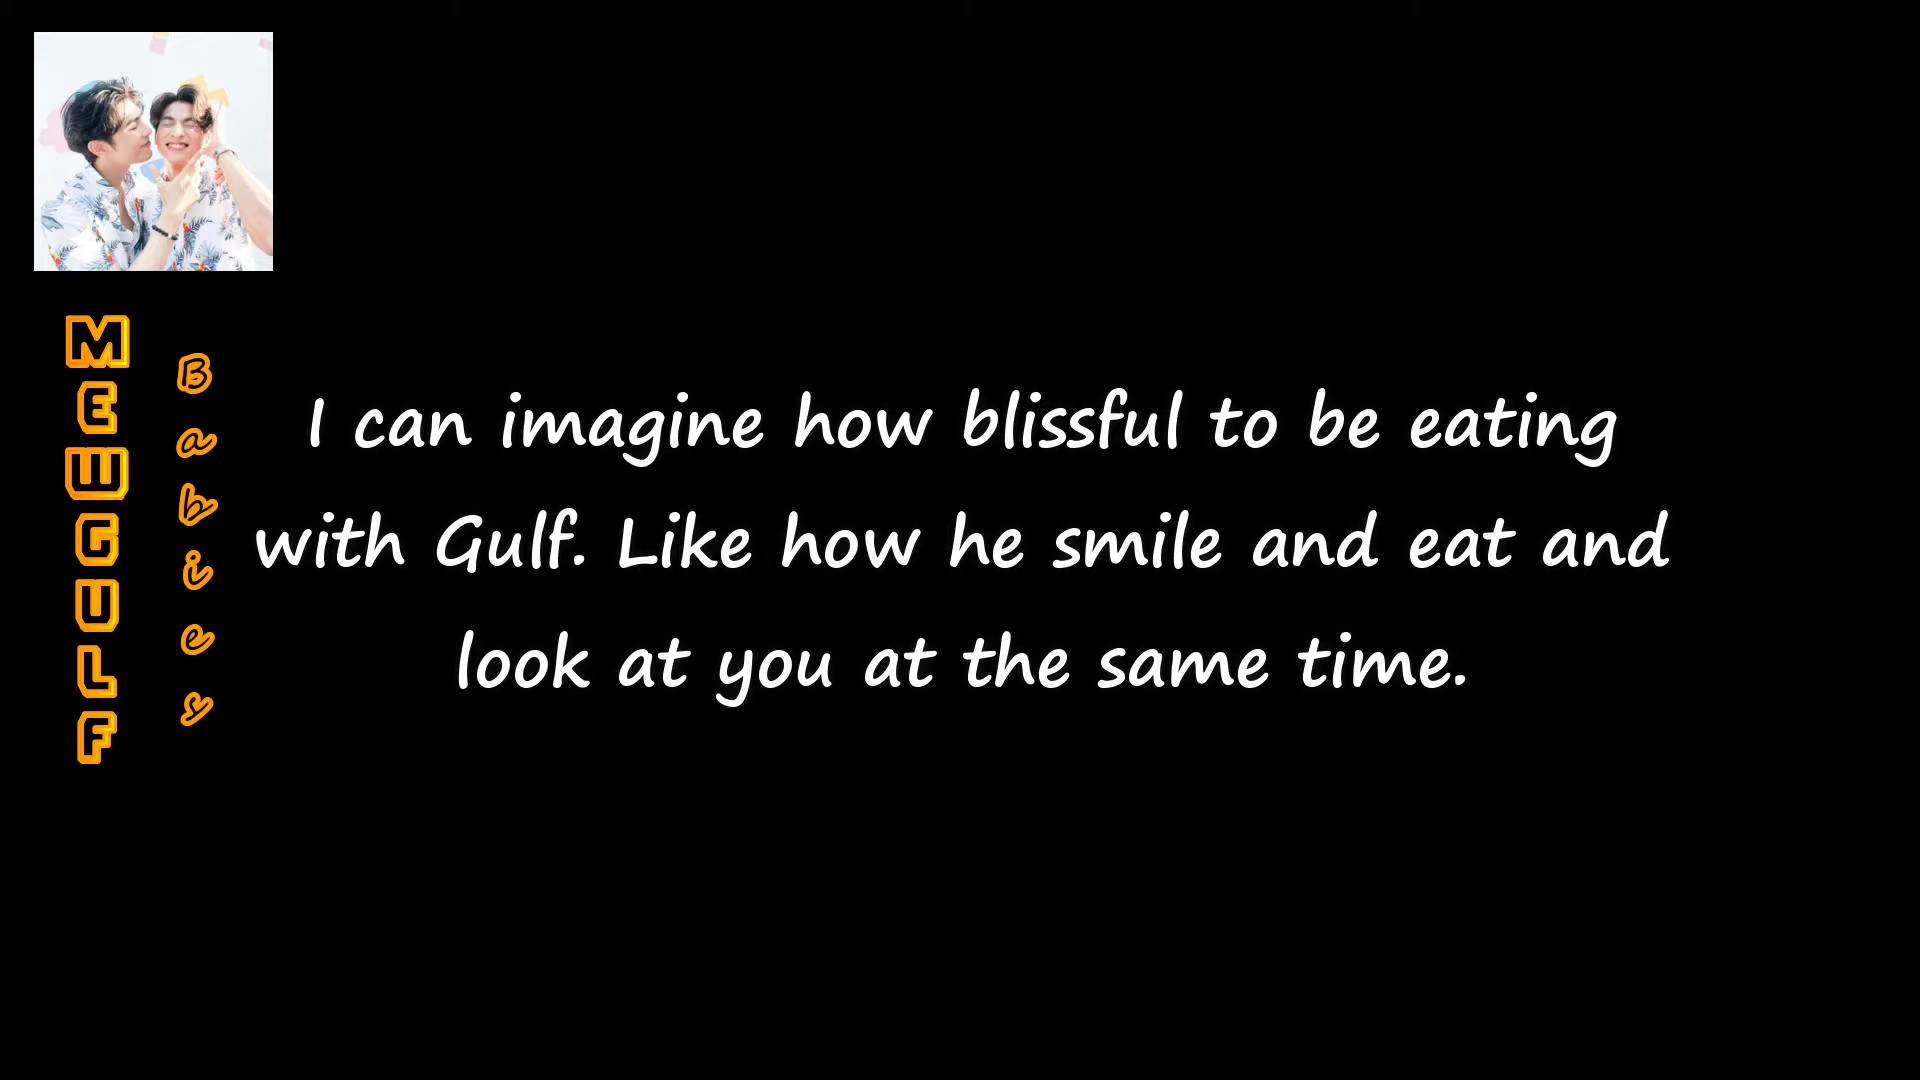 MEWGULF
Babies
I can imagine how blissful to be eating
with Gulf. Like how he smile and eat and
look at you at the same time.